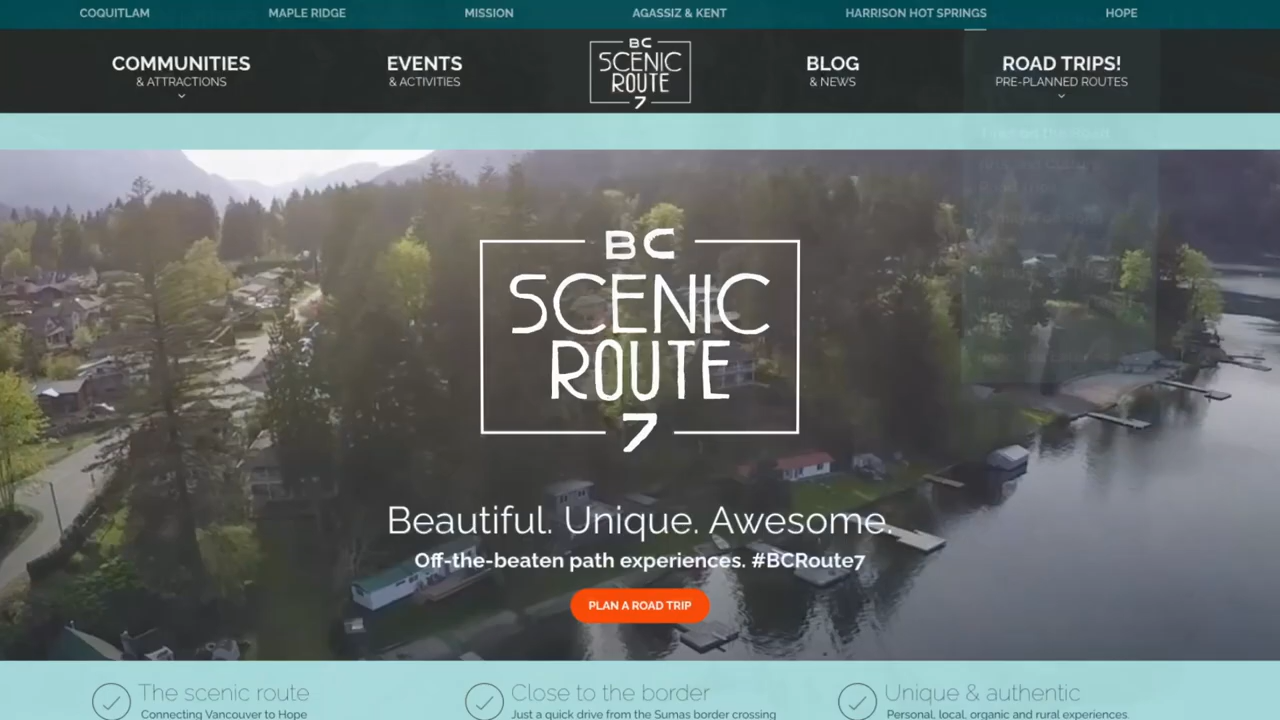 COQUITLAM MAPLE RIDGE MISSION AGASSIZ & KENT HARRISON HOT SPRINGS HOPE
COMMUNITIES
& ATTRACTIONS
EVENTS
& ACTIVITIES
BC
SCENIC
ROUTE
7
BLOG
& NEWS
ROAD TRIPS!
PRE-PLANNED ROUTES
BC
SCENIC
ROUTE
7
Beautiful. Unique. Awesome.
Off-the-beaten path experiences. #BCRoute7
PLAN A ROAD TRIP
The scenic route
Connecting Vancouver to Hope
Close to the border
Just a quick drive from the Sumas border crossing
Unique & authentic
Personal, local, organic and rural experiences.